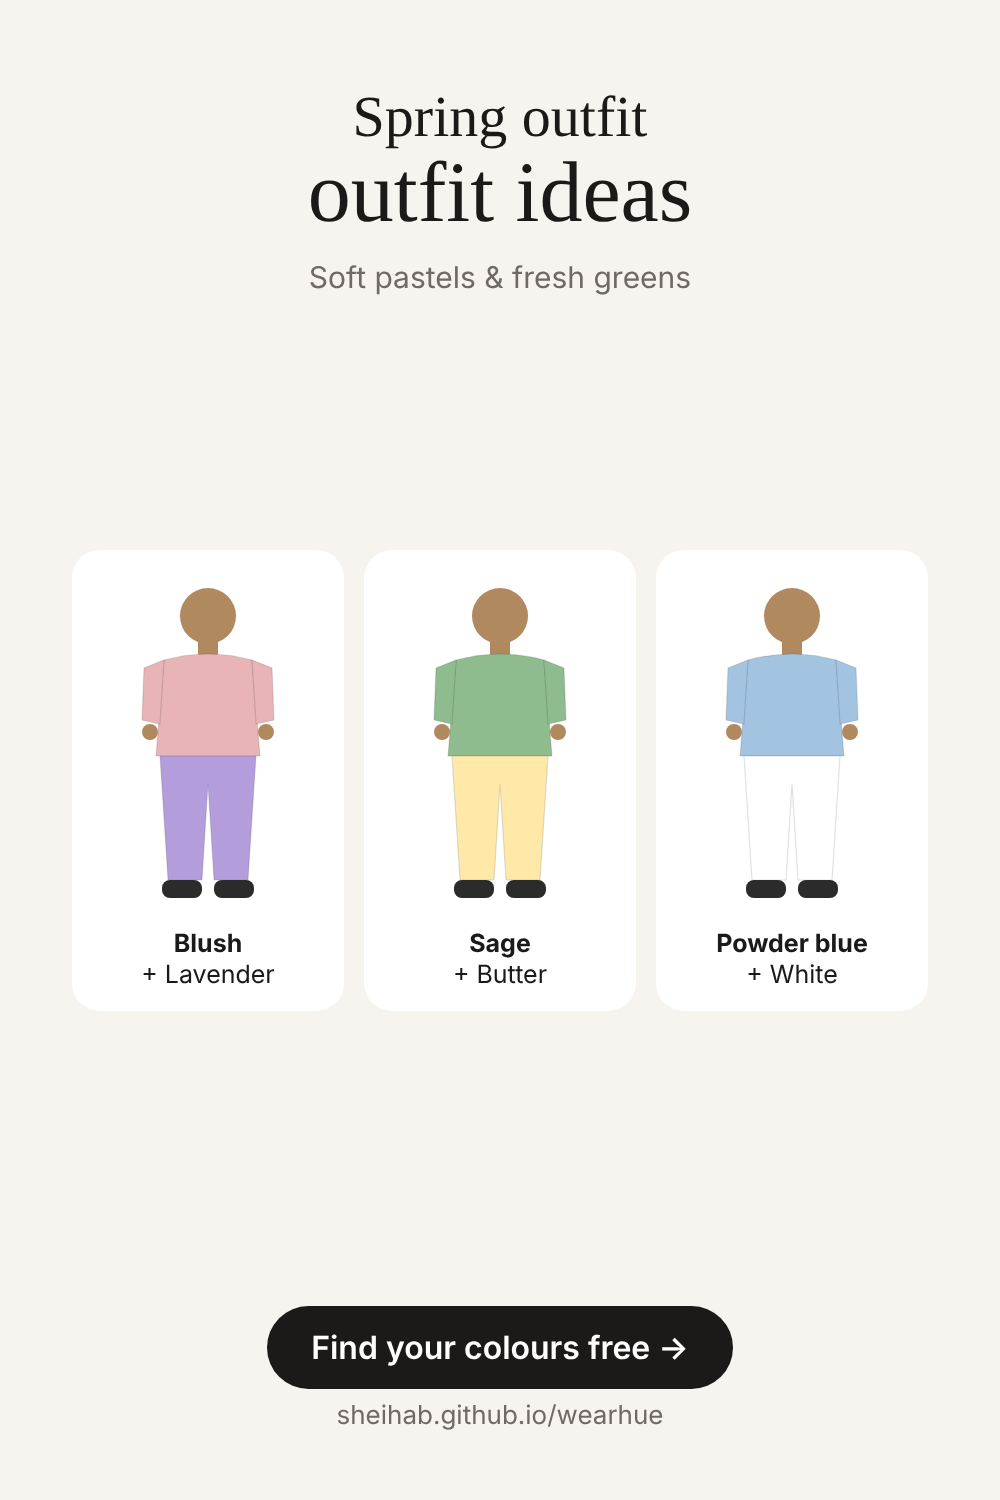 Spring outfit
outfit ideas
Soft pastels & fresh greens
Blush
+ Lavender
Sage
+ Butter
Powder blue
+ White
Find your colours free →
sheihab.github.io/wearhue